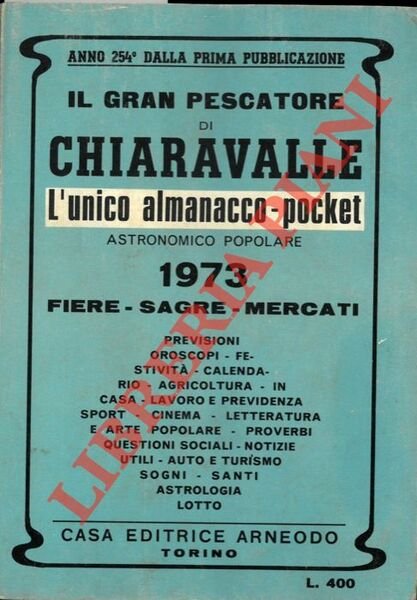 ANNO 254º DALLA PRIMA PUBBLICAZIONE
IL GRAN PESCATORE
DI
CHIARAVALLE
L'unico almanacco-pocket
ASTRONOMICO POPOLARE
1973
FIERE - SAGRE - MERCATI
PREVISIONI
OROSCOPI - FE-
STIVITÀ - CALENDA-
RIO - AGRICOLTURA - IN
CASA - LAVORO E PREVIDENZA
SPORT - CINEMA - LETTERATURA
E ARTE POPOLARE - PROVERBI
QUESTIONI SOCIALI - NOTIZIE
UTILI - AUTO E TURISMO
SOGNI - SANTI
ASTROLOGIA
LOTTO
CASA EDITRICE ARNEODO
TORINO
L. 400
LIBRERIA PIANI